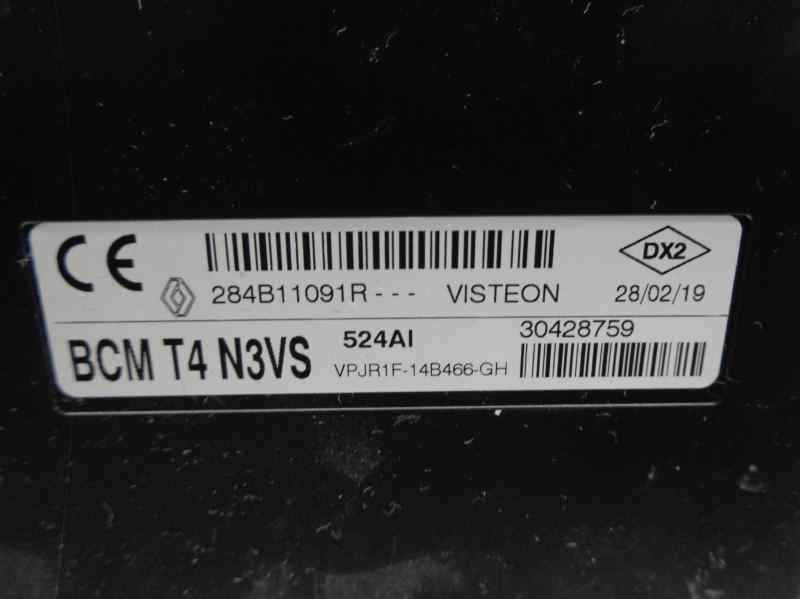 CE
284B11091R - - - VISTEON 28/02/19
DX2
BCM T4 N3VS
524AI
VPJR1F-14B466-GH
30428759